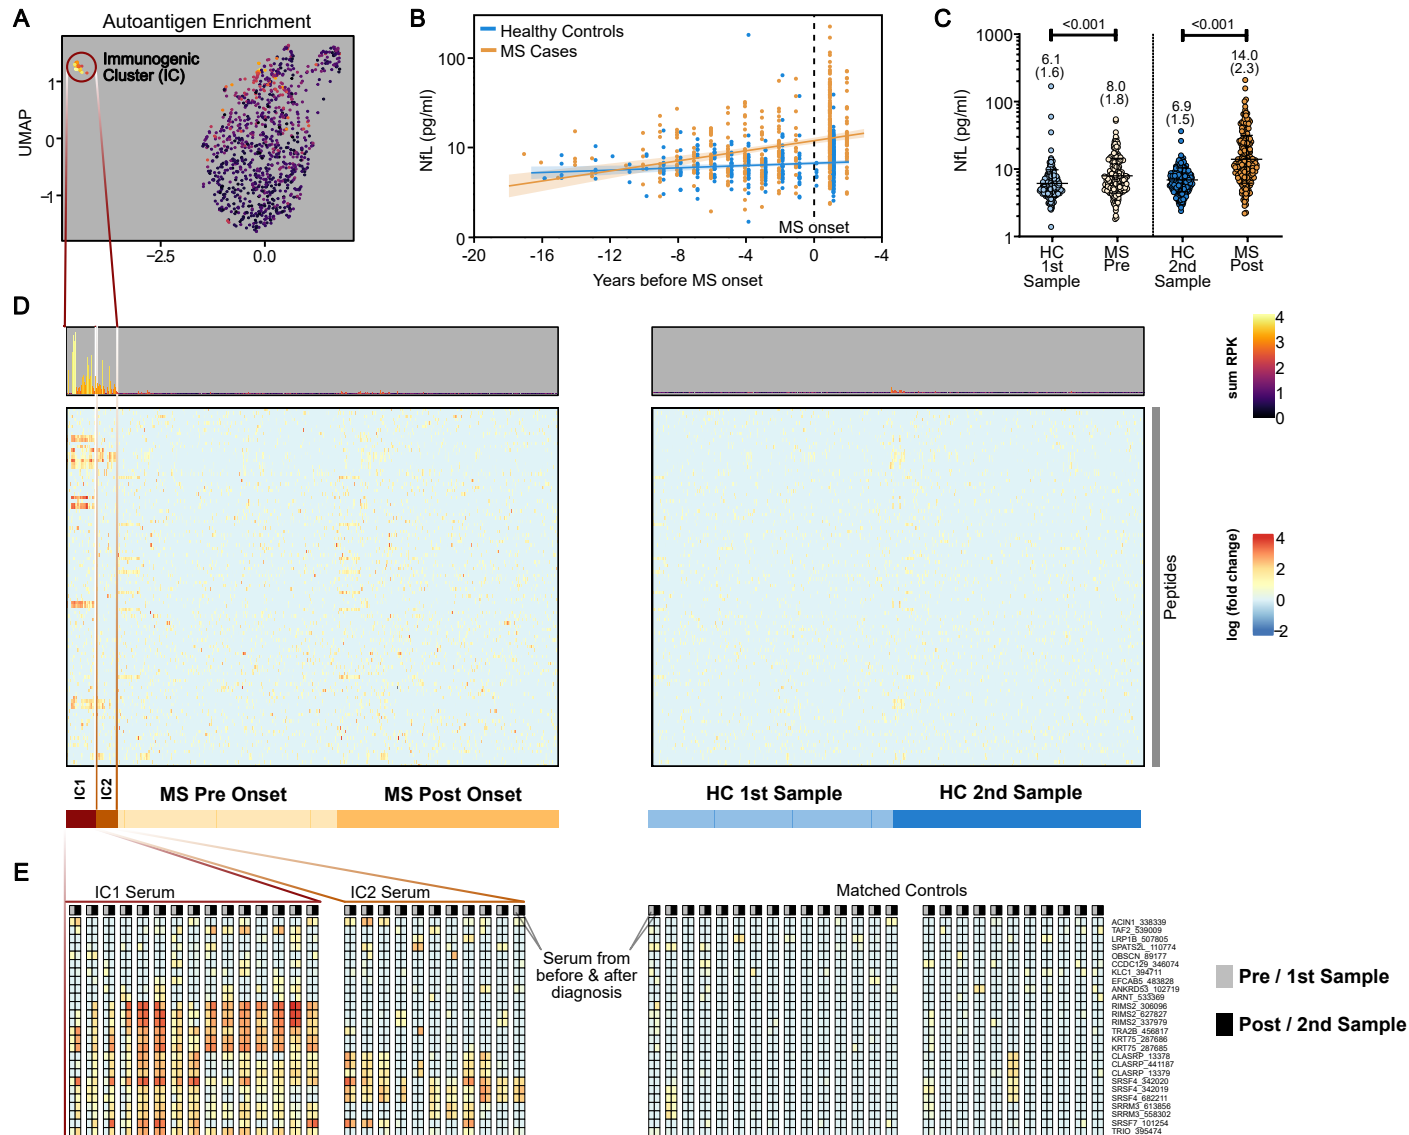 A
Autoantigen Enrichment
Immunogenic
Cluster (IC)
UMAP
1
0
−1
−2.5
0.0
B
Healthy Controls
MS Cases
NfL (pg/ml)
100
10
0
MS onset
-20
-16
-12
-8
-4
0
-4
Years before MS onset
C
<0.001
<0.001
NfL (pg/ml)
1000
100
10
1
6.1
(1.6)
8.0
(1.8)
6.9
(1.5)
14.0
(2.3)
HC
1st
Sample
MS
Pre
HC
2nd
Sample
MS
Post
D
sum RPK
4
3
2
1
0
Peptides
log (fold change)
4
2
0
−2
IC1
IC2
MS Pre Onset
MS Post Onset
HC 1st Sample
HC 2nd Sample
E
IC1 Serum
IC2 Serum
Matched Controls
Serum from
before & after
diagnosis
ACIN1_338339
TAF2_539009
LRP1B_507805
SPATS2L_110774
OBSCN_89177
CCDC129_346074
KLC1_394711
EFCAB5_483828
ANKRD53_102719
ARNT_533369
RIMS2_306096
RIMS2_627827
RIMS2_337979
TRA2B_456817
KRT75_287686
KRT75_287685
CLASRP_13378
CLASRP_441187
CLASRP_13379
SRSF4_342020
SRSF4_342019
SRSF4_682211
SRRM3_613856
SRRM3_558302
SRSF7_101254
TRIO_395474
Pre / 1st Sample
Post / 2nd Sample